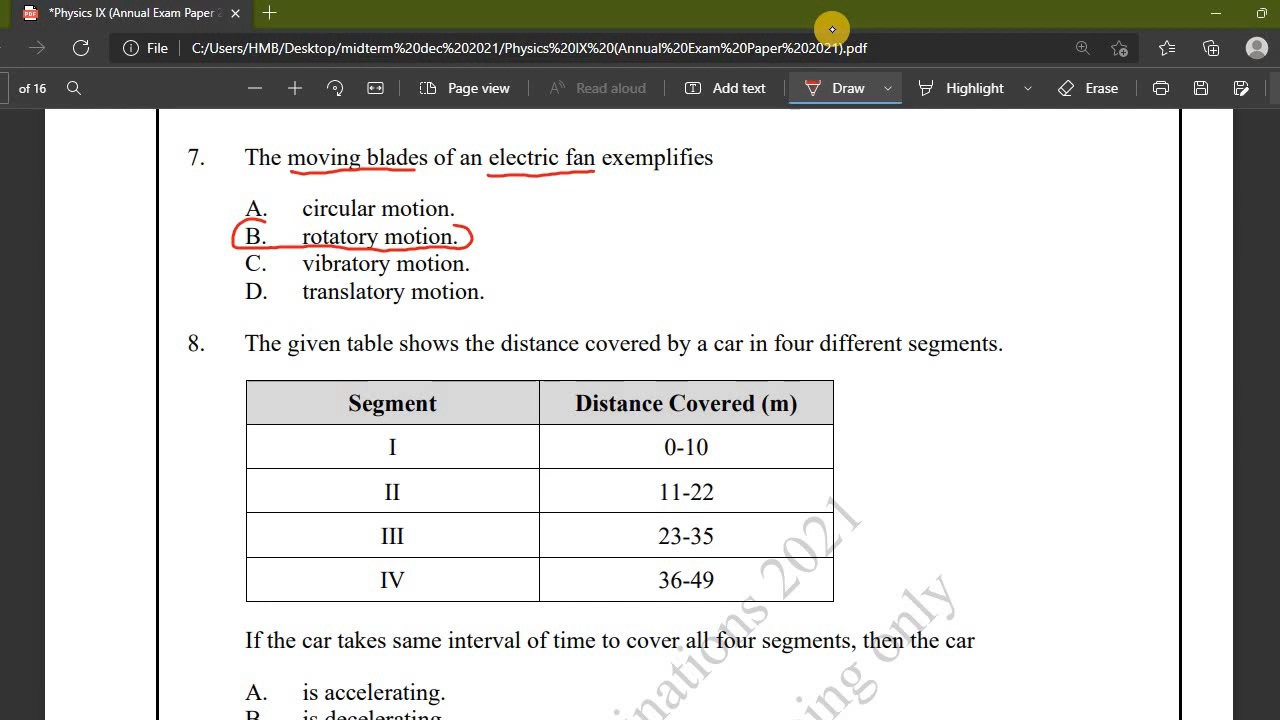 *Physics IX (Annual Exam Paper 2
File
C:/Users/HMB/Desktop/midterm%20dec%202021/Physics%20IX%20(Annual%20Exam%20Paper%202021).pdf
of 16
Page view
Read aloud
Add text
Draw
Highlight
Erase
7. The moving blades of an electric fan exemplifies
A. circular motion.
B. rotatory motion.
C. vibratory motion.
D. translatory motion.
8. The given table shows the distance covered by a car in four different segments.
Segment Distance Covered (m)
I 0-10
II 11-22
III 23-35
IV 36-49
If the car takes same interval of time to cover all four segments, then the car
A. is accelerating.
B. is decelerating.
2021
only